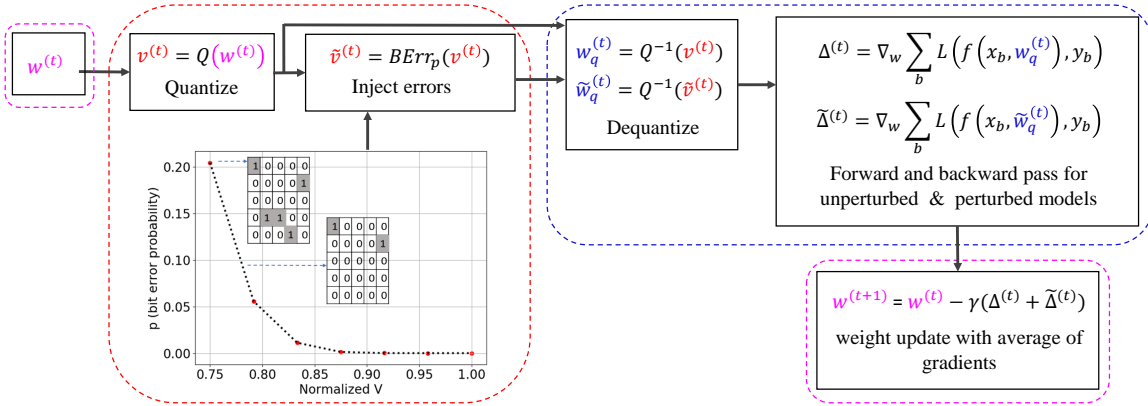 w^(t)
v^(t) = Q(w^(t))
Quantize
ṽ^(t) = BErr_p(v^(t))
Inject errors
w_q^(t) = Q^−1(v^(t))
w̃_q^(t) = Q^−1(ṽ^(t))
Dequantize
Δ^(t) = ∇_w ∑_b L(f(x_b, w_q^(t)), y_b)
Δ̃^(t) = ∇_w ∑_b L(f(x_b, w̃_q^(t)), y_b)
Forward and backward pass for
unperturbed & perturbed models
p (bit error probability)
0.20
0.15
0.10
0.05
0.00
1 0 0 0 0
0 0 0 0 1
0 0 0 0 0
0 1 1 0 0
0 0 0 1 0
1 0 0 0 0
0 0 0 0 1
0 0 0 0 0
0 0 0 0 0
0 0 0 0 0
0.75 0.80 0.85 0.90 0.95 1.00
Normalized V
w^(t+1) = w^(t) − γ(Δ^(t) + Δ̃^(t))
weight update with average of
gradients